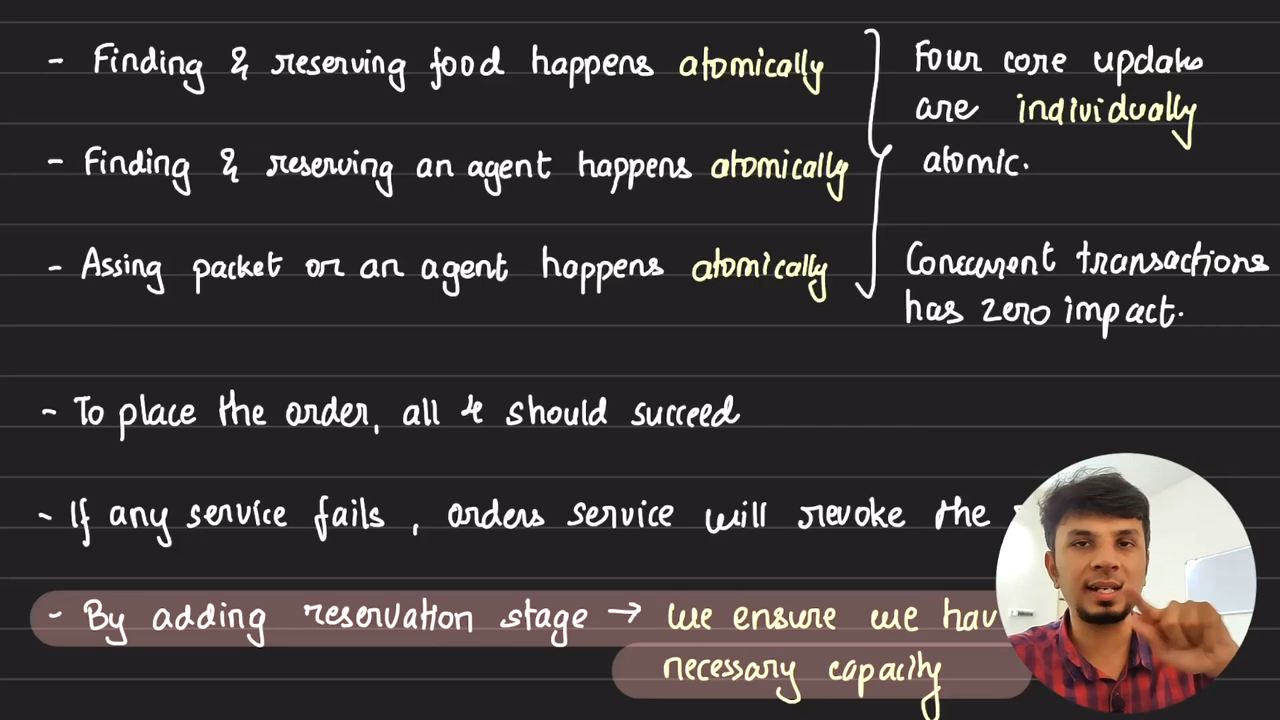 - Finding & reserving food happens atomically
- Finding & reserving an agent happens atomically
- Assing packet or an agent happens atomically
Four core updates
are individually
atomic.
Concurrent transactions
has zero impact.
- To place the order, all 4 should succeed
- If any service fails, orders service will revoke the
- By adding reservation stage → we ensure we hav
necessary capacity